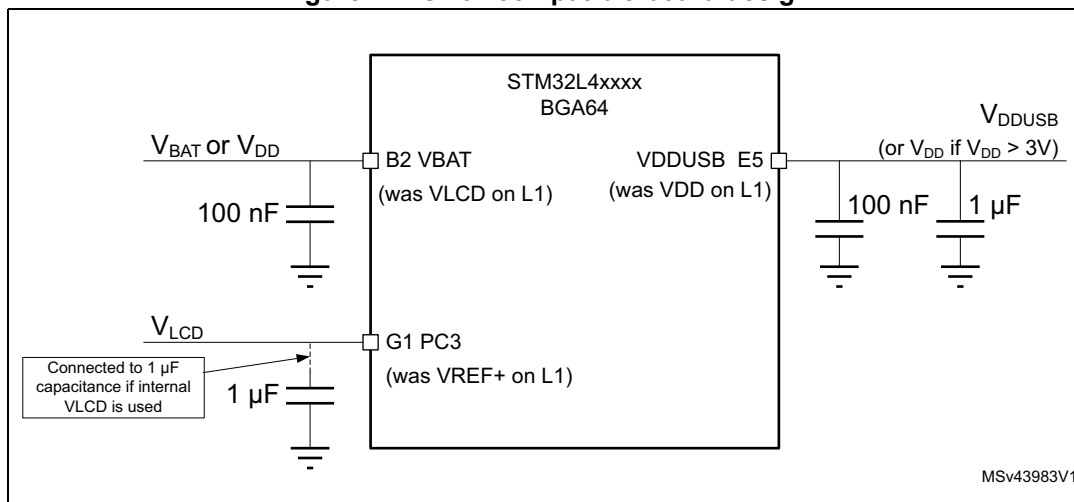 STM32L4xxxx
BGA64
VBAT or VDD
B2 VBAT
(was VLCD on L1)
100 nF
VDDUSB E5
(was VDD on L1)
VDDUSB
(or VDD if VDD > 3V)
100 nF
1 µF
VLCD
G1 PC3
(was VREF+ on L1)
Connected to 1 µF
capacitance if internal
VLCD is used
1 µF
MSv43983V1